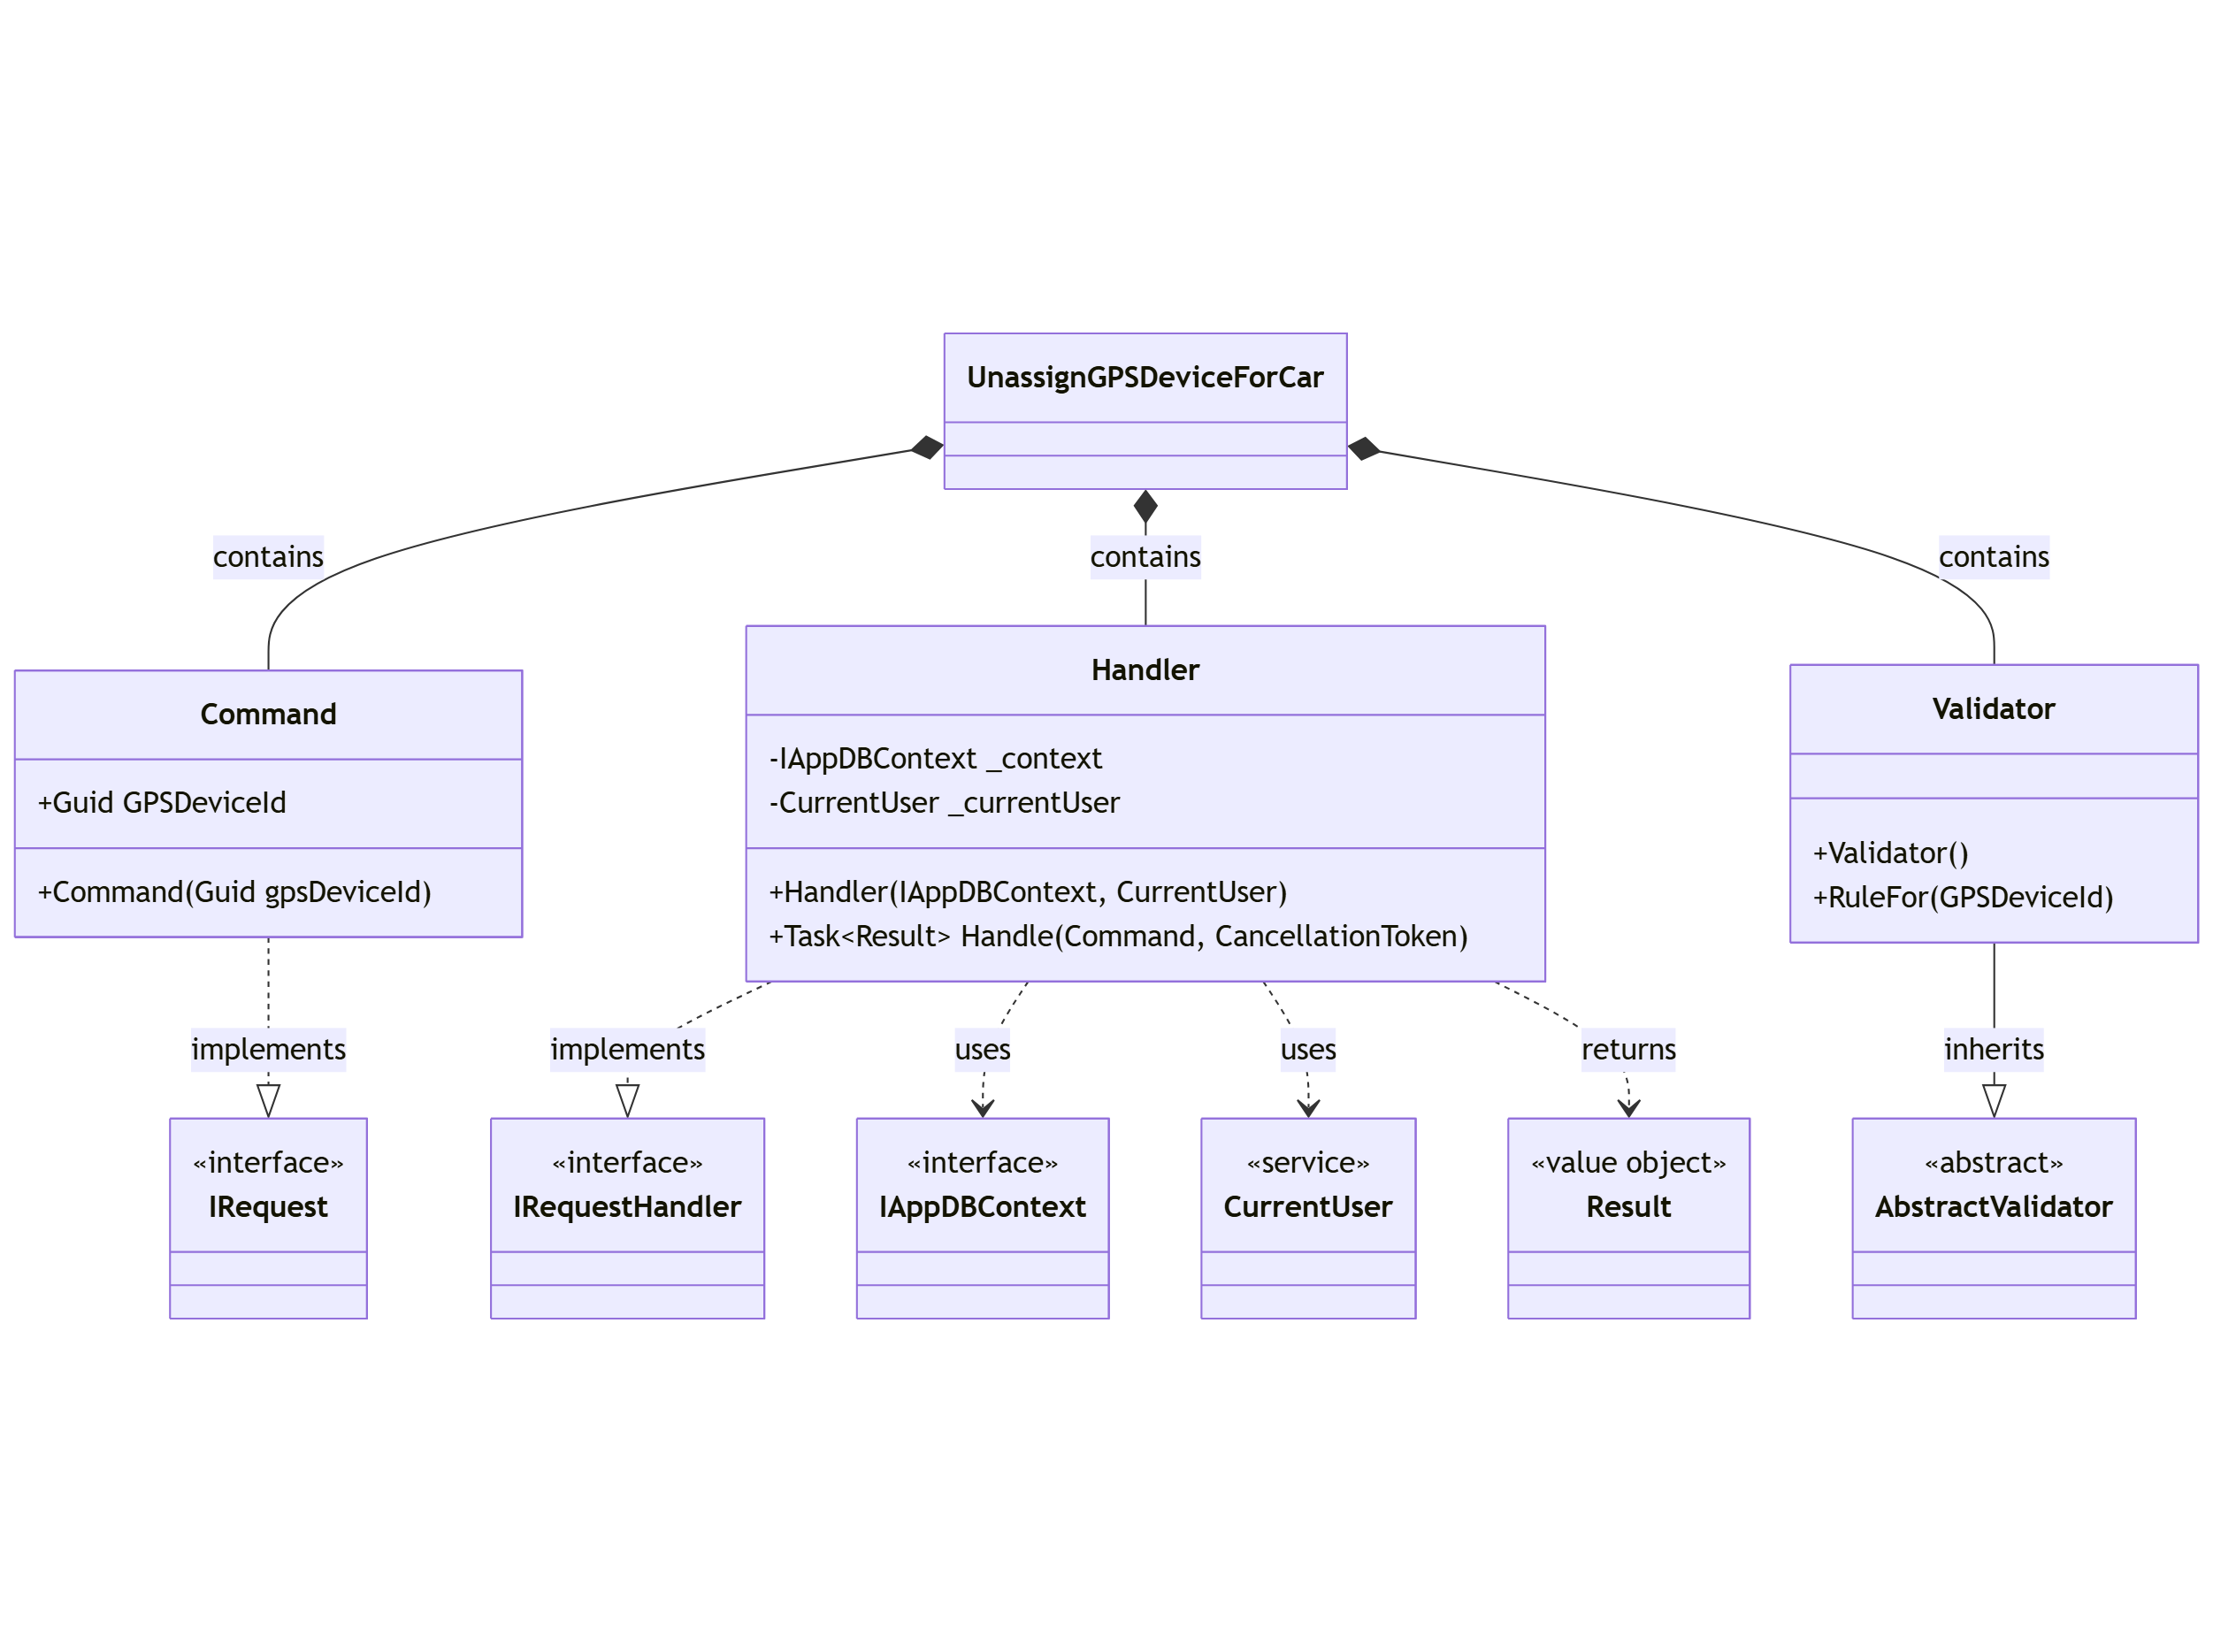 UnassignGPSDeviceForCar
contains
contains
contains
Command
+Guid GPSDeviceId
+Command(Guid gpsDeviceId)
Handler
-IAppDBContext _context
-CurrentUser _currentUser
+Handler(IAppDBContext, CurrentUser)
+Task<Result> Handle(Command, CancellationToken)
Validator
+Validator()
+RuleFor(GPSDeviceId)
implements
implements
uses
uses
returns
inherits
«interface»
IRequest
«interface»
IRequestHandler
«interface»
IAppDBContext
«service»
CurrentUser
«value object»
Result
«abstract»
AbstractValidator